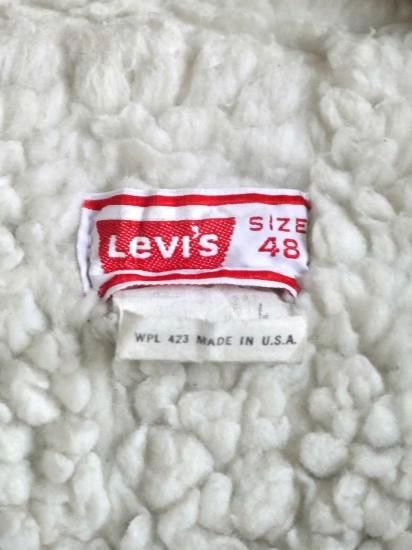 Levi's
SIZE
48
WPL 423 MADE IN U.S.A.